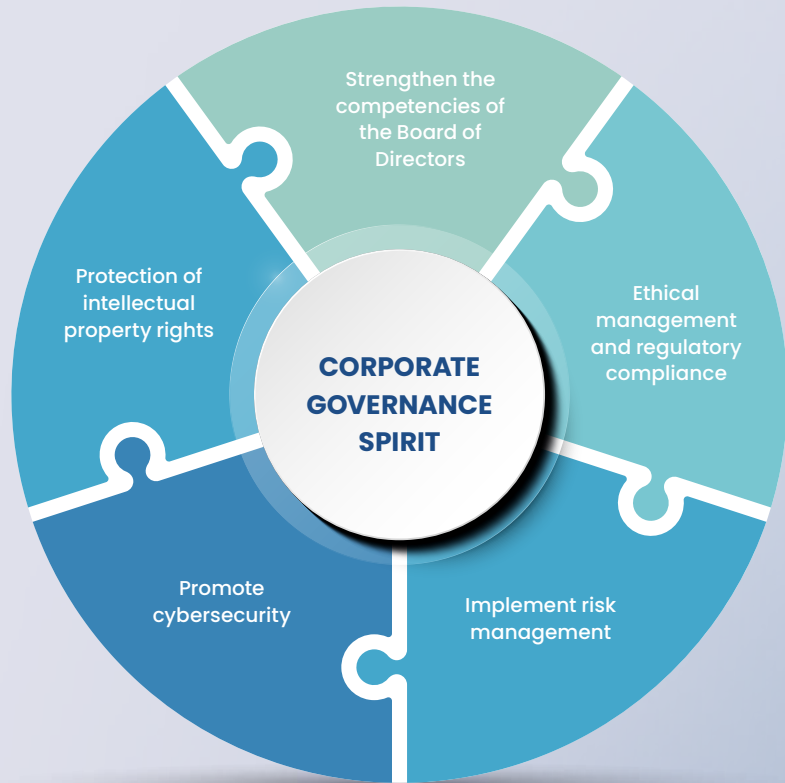 Strengthen the
competencies of
the Board of
Directors
Ethical
management
and regulatory
compliance
Implement risk
management
Promote
cybersecurity
Protection of
intellectual
property rights
CORPORATE
GOVERNANCE
SPIRIT